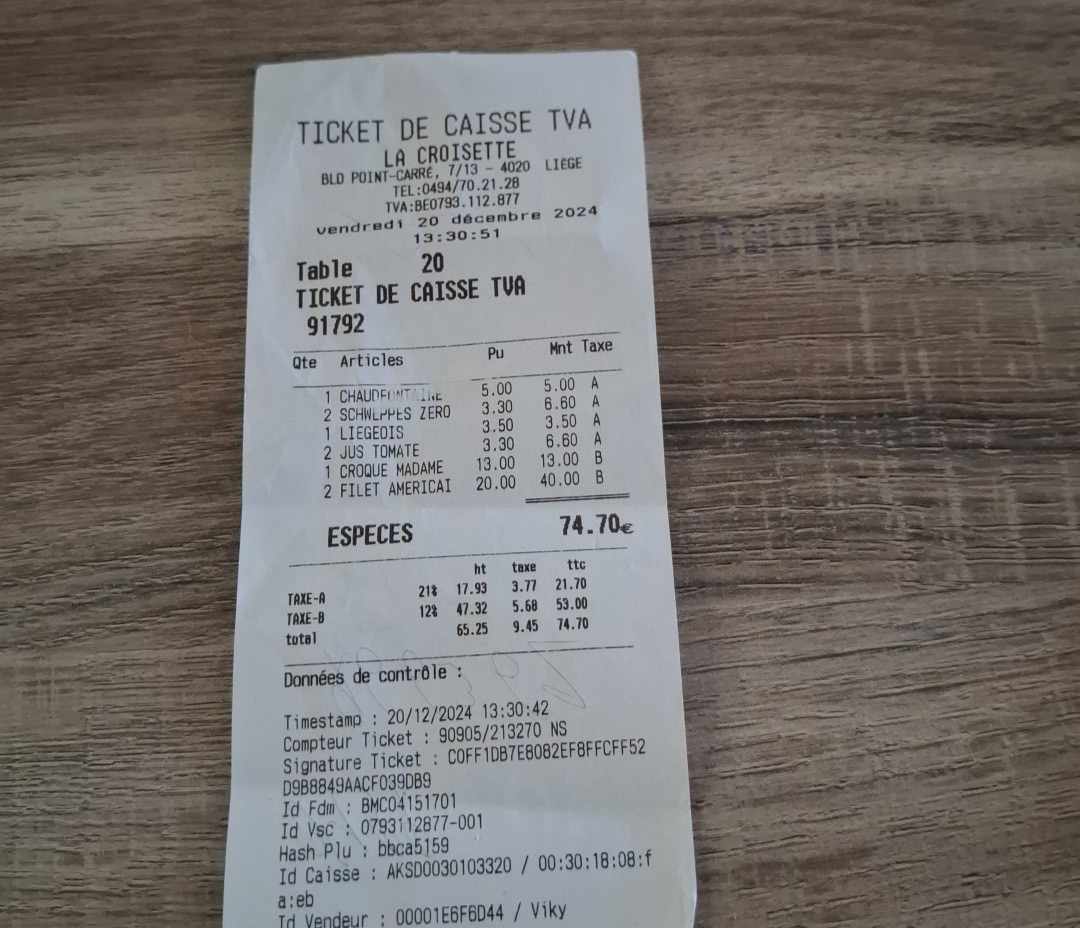 TICKET DE CAISSE TVA
LA CROISETTE
BLD POINT-CARRÉ, 7/13 - 4020 LIÈGE
TEL:0494/70.21.28
TVA:BE0793.112.877
vendredi 20 décembre 2024
13:30:51
Table 20
TICKET DE CAISSE TVA
91792
Qte Articles Pu Mnt Taxe
1 CHAUDFONTAINE 5.00 5.00 A
2 SCHWEPPES ZERO 3.30 6.60 A
1 LIEGEOIS 3.50 3.50 A
2 JUS TOMATE 3.30 6.60 A
1 CROQUE MADAME 13.00 13.00 B
2 FILET AMERICAI 20.00 40.00 B
ESPECES 74.70€
ht taxe ttc
TAXE-A 21% 17.93 3.77 21.70
TAXE-B 12% 47.32 5.68 53.00
total 65.25 9.45 74.70
Données de contrôle :
Timestamp : 20/12/2024 13:30:42
Compteur Ticket : 90905/213270 NS
Signature Ticket : C0FF1DB7E8082EF8FFCFF52
D9B8849AACF039DB9
Id Fdm : BMC04151701
Id Vsc : 0793112877-001
Hash Plu : bbca5159
Id Caisse : AKSD0030103320 / 00:30:18:08:f
a:eb
Id Vendeur : 00001E6F6D44 / Viky